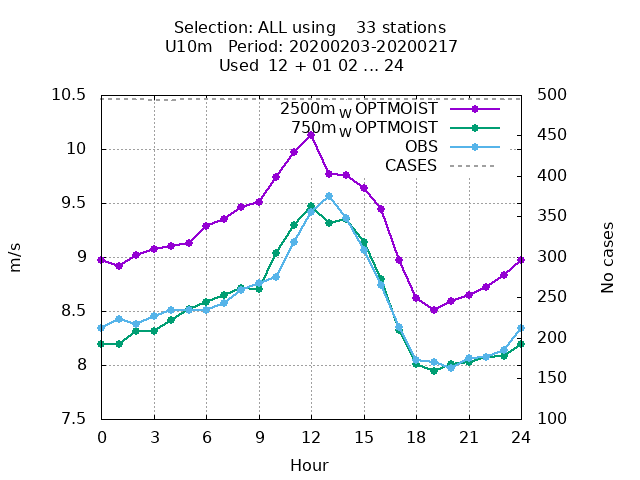 Selection: ALL using    33 stations
U10m   Period: 20200203-20200217
Used  12 + 01 02 ... 24
2500m W OPTMOIST
750m W OPTMOIST
OBS
CASES
10.5
10
9.5
9
8.5
8
7.5
500
450
400
350
300
250
200
150
100
m/s
No cases
0 3 6 9 12 15 18 21 24
Hour